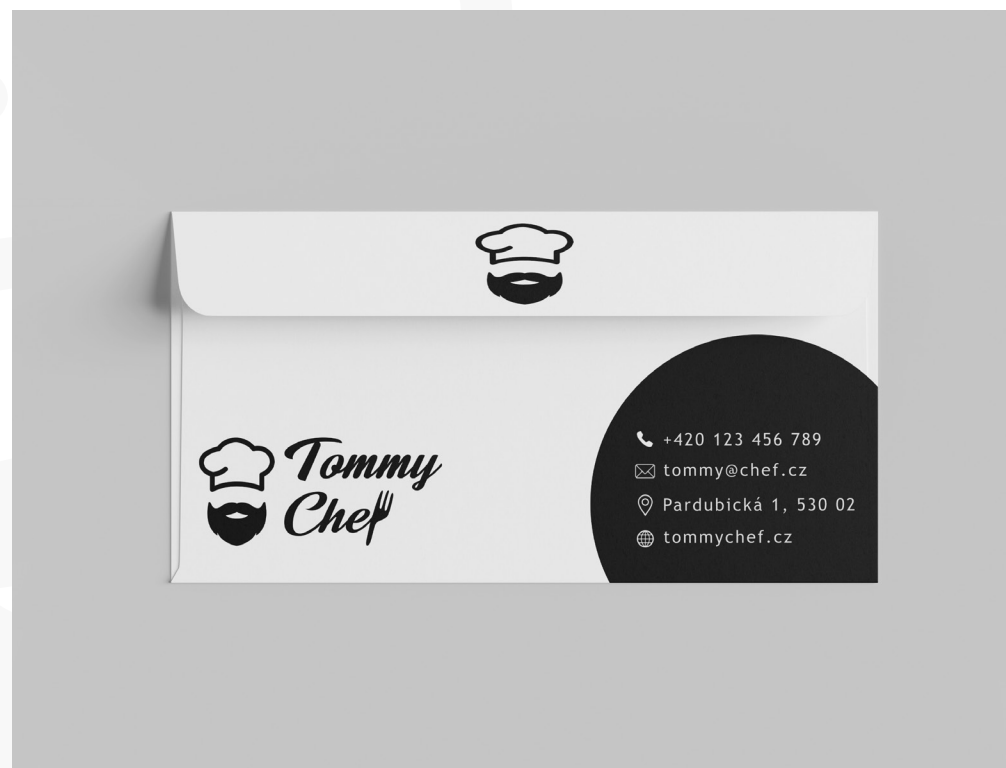 Tommy
Chef
+420 123 456 789
tommy@chef.cz
Pardubická 1, 530 02
tommychef.cz